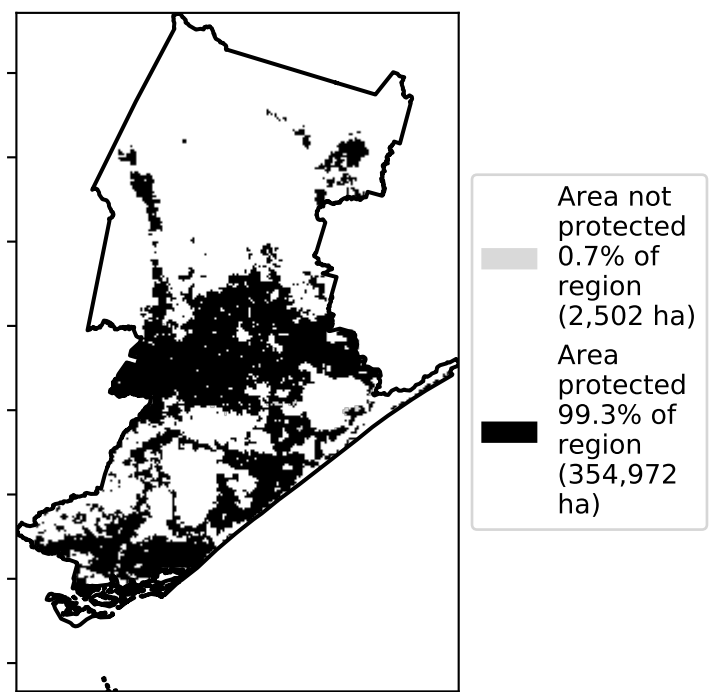 Area not
protected
0.7% of
region
(2,502 ha)
Area
protected
99.3% of
region
(354,972
ha)